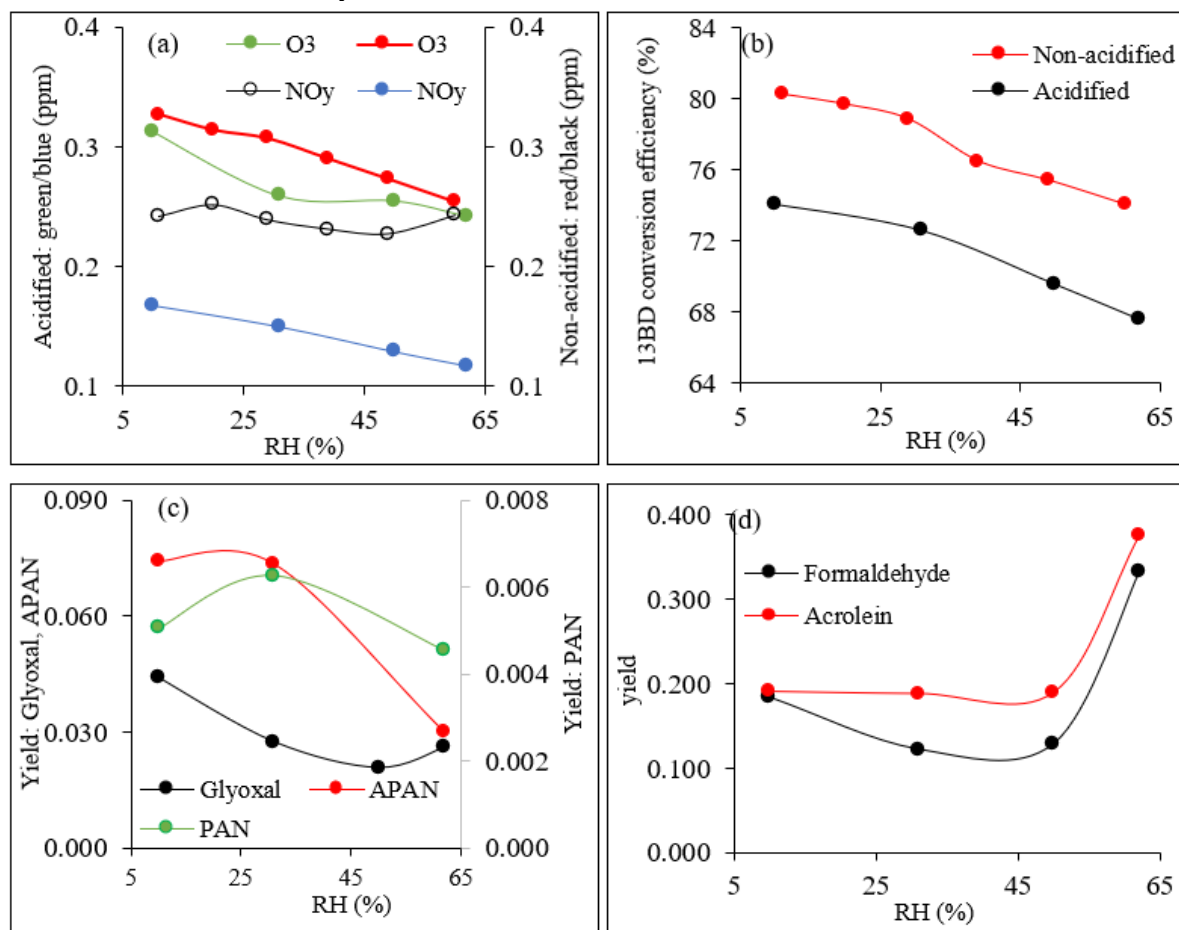 (a)
O3
O3
NOy
NOy
0.4
0.3
0.2
0.1
0.4
0.3
0.2
0.1
5
25
45
65
RH (%)
Acidified: green/blue (ppm)
Non-acidified: red/black (ppm)
(b)
Non-acidified
Acidified
84
80
76
72
68
64
5
25
45
65
RH (%)
13BD conversion efficiency (%)
(c)
0.090
0.060
0.030
0.000
0.008
0.006
0.004
0.002
0.000
Glyoxal
APAN
PAN
5
25
45
65
RH (%)
Yield: Glyoxal, APAN
Yield: PAN
(d)
Formaldehyde
Acrolein
0.400
0.300
0.200
0.100
0.000
5
25
45
65
RH (%)
yield